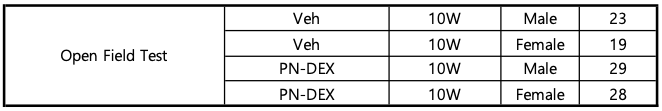 Veh 10W Male 23
Veh 10W Female 19
Open Field Test
PN-DEX 10W Male 29
PN-DEX 10W Female 28